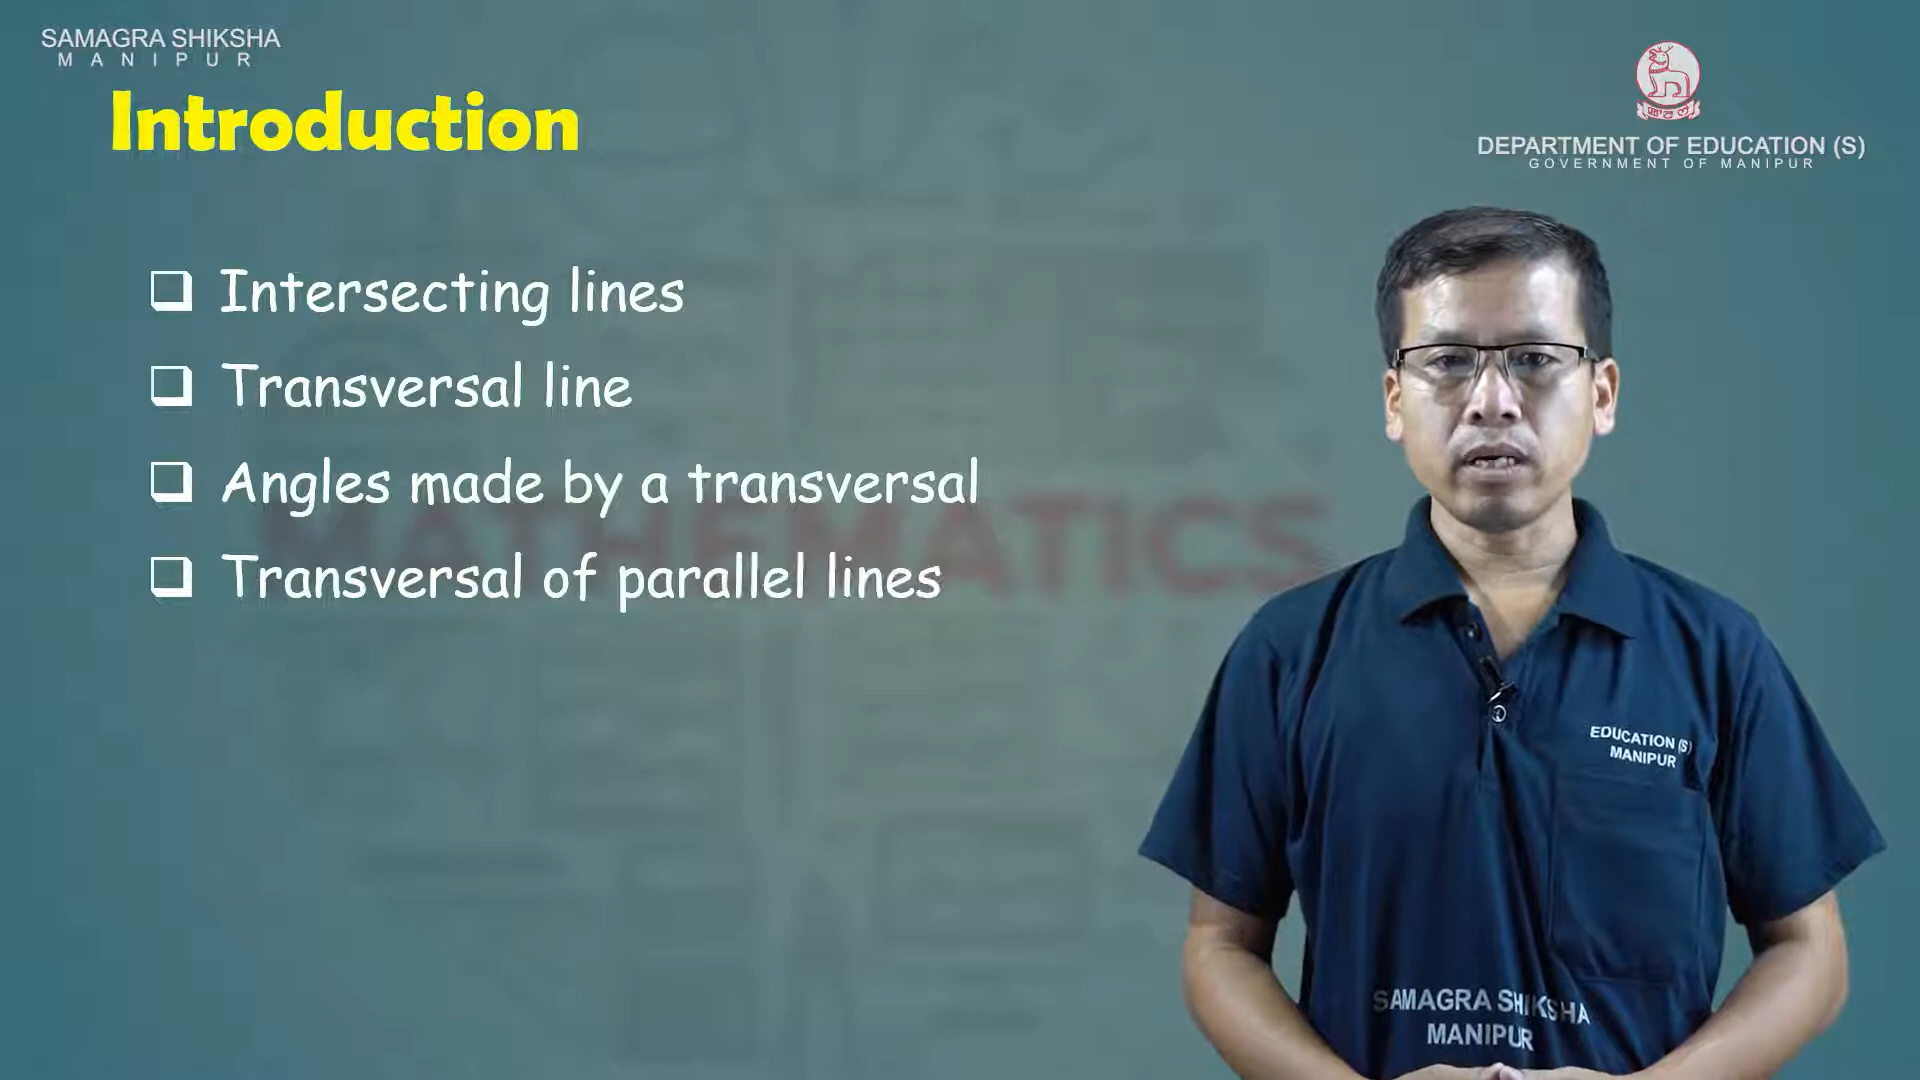 SAMAGRA SHIKSHA
MANIPUR
Introduction
DEPARTMENT OF EDUCATION (S)
GOVERNMENT OF MANIPUR
Intersecting lines
Transversal line
Angles made by a transversal
Transversal of parallel lines
MATHEMATICS
EDUCATION (S)
MANIPUR
SAMAGRA SHIKSHA
MANIPUR